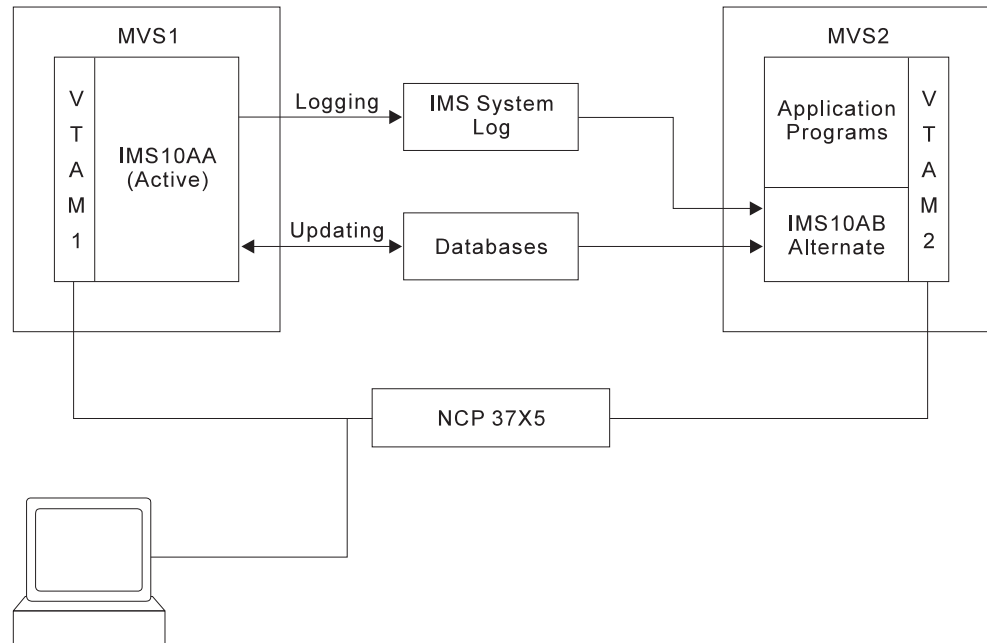 MVS1
V
T
A
M
1
IMS10AA
(Active)
Logging
Updating
IMS System
Log
Databases
MVS2
Application
Programs
IMS10AB
Alternate
V
T
A
M
2
NCP 37X5